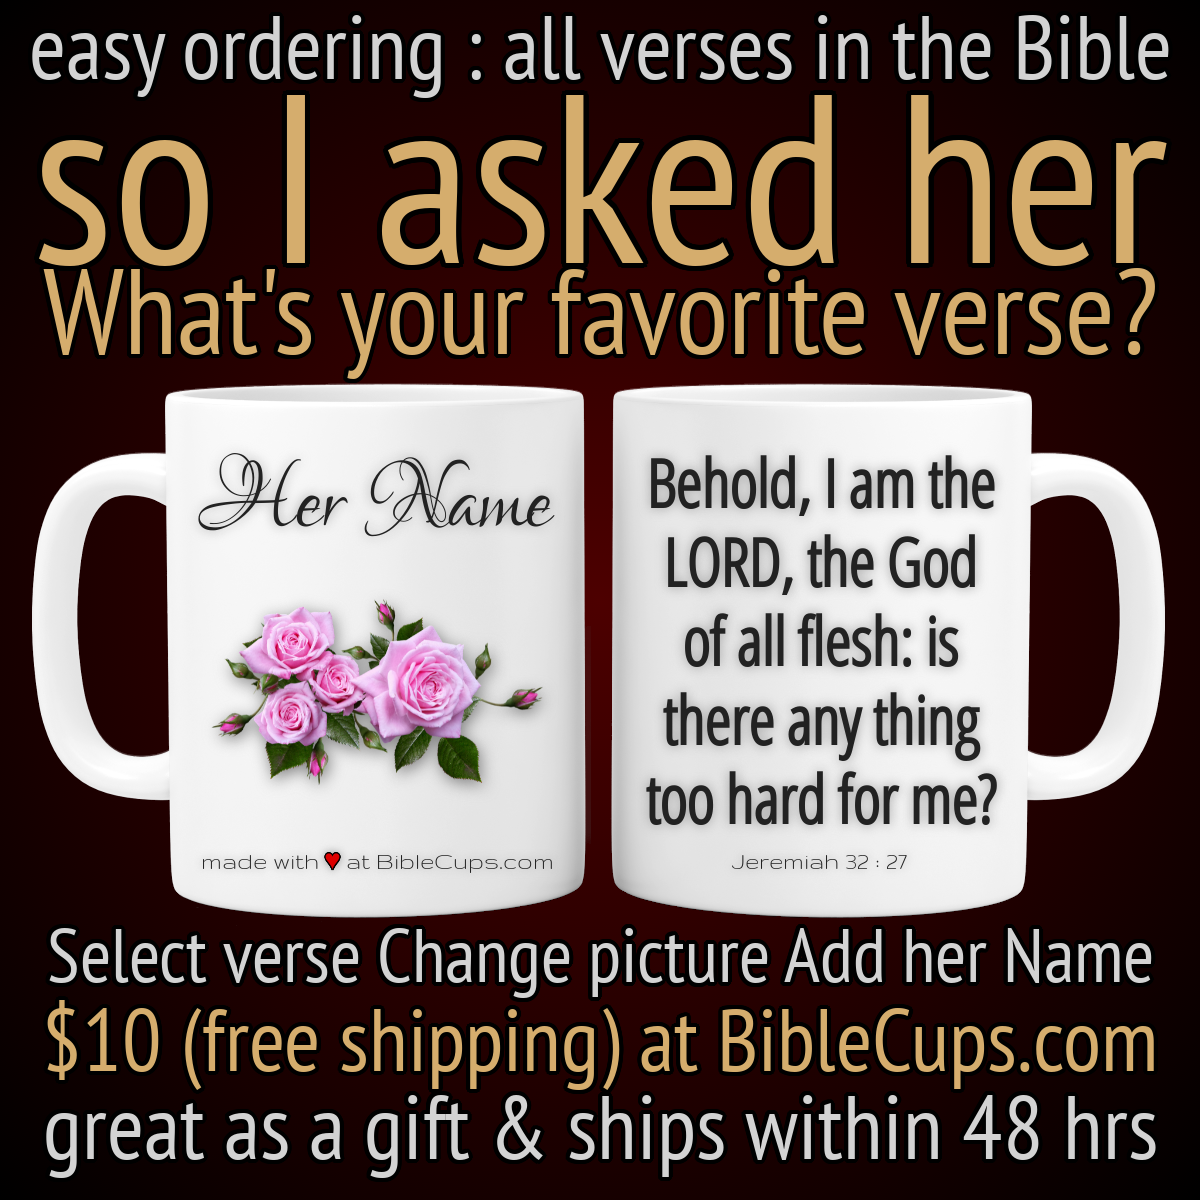 easy ordering : all verses in the Bible
so I asked her
What's your favorite verse?
Her Name
made with ❤ at BibleCups.com
Behold, I am the
LORD, the God
of all flesh: is
there any thing
too hard for me?
Jeremiah 32 : 27
Select verse Change picture Add her Name
$10 (free shipping) at BibleCups.com
great as a gift & ships within 48 hrs